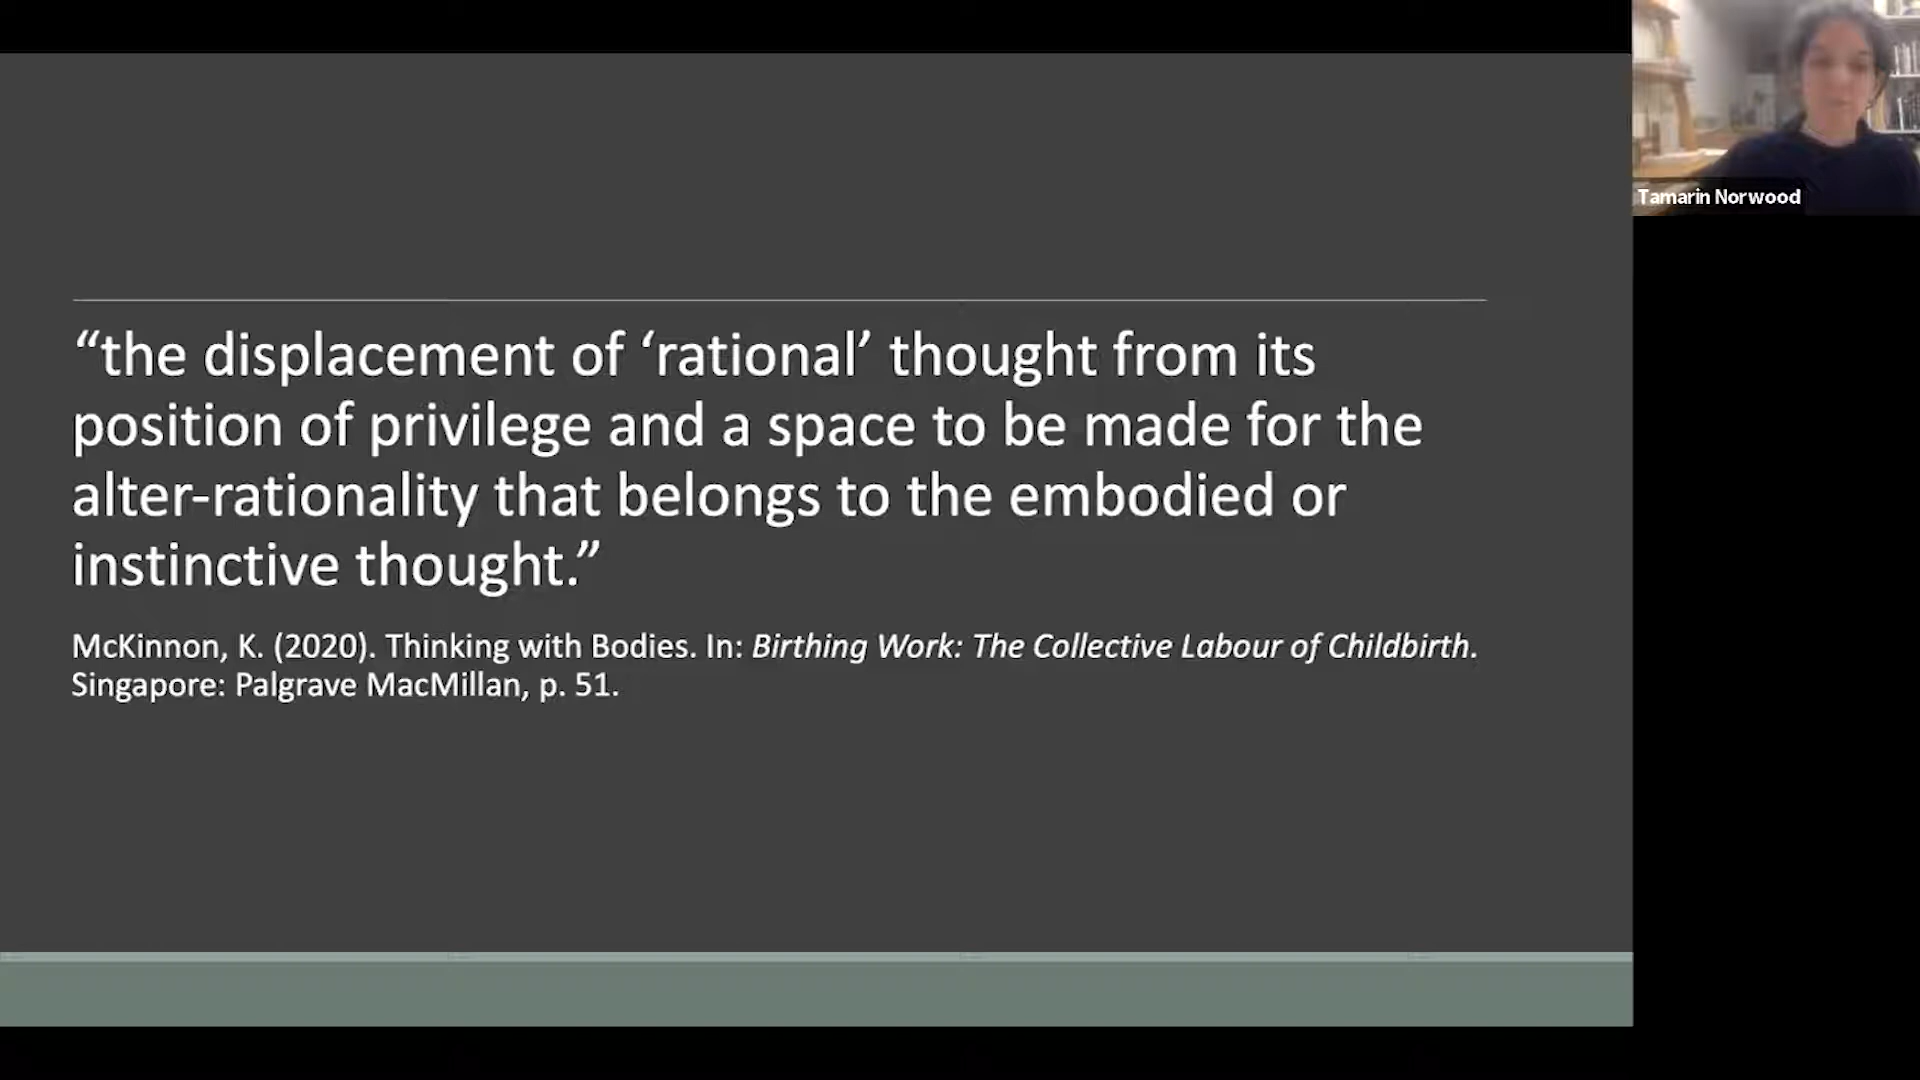 “the displacement of ‘rational’ thought from its
position of privilege and a space to be made for the
alter-rationality that belongs to the embodied or
instinctive thought.”
McKinnon, K. (2020). Thinking with Bodies. In: Birthing Work: The Collective Labour of Childbirth.
Singapore: Palgrave MacMillan, p. 51.
Tamarin Norwood